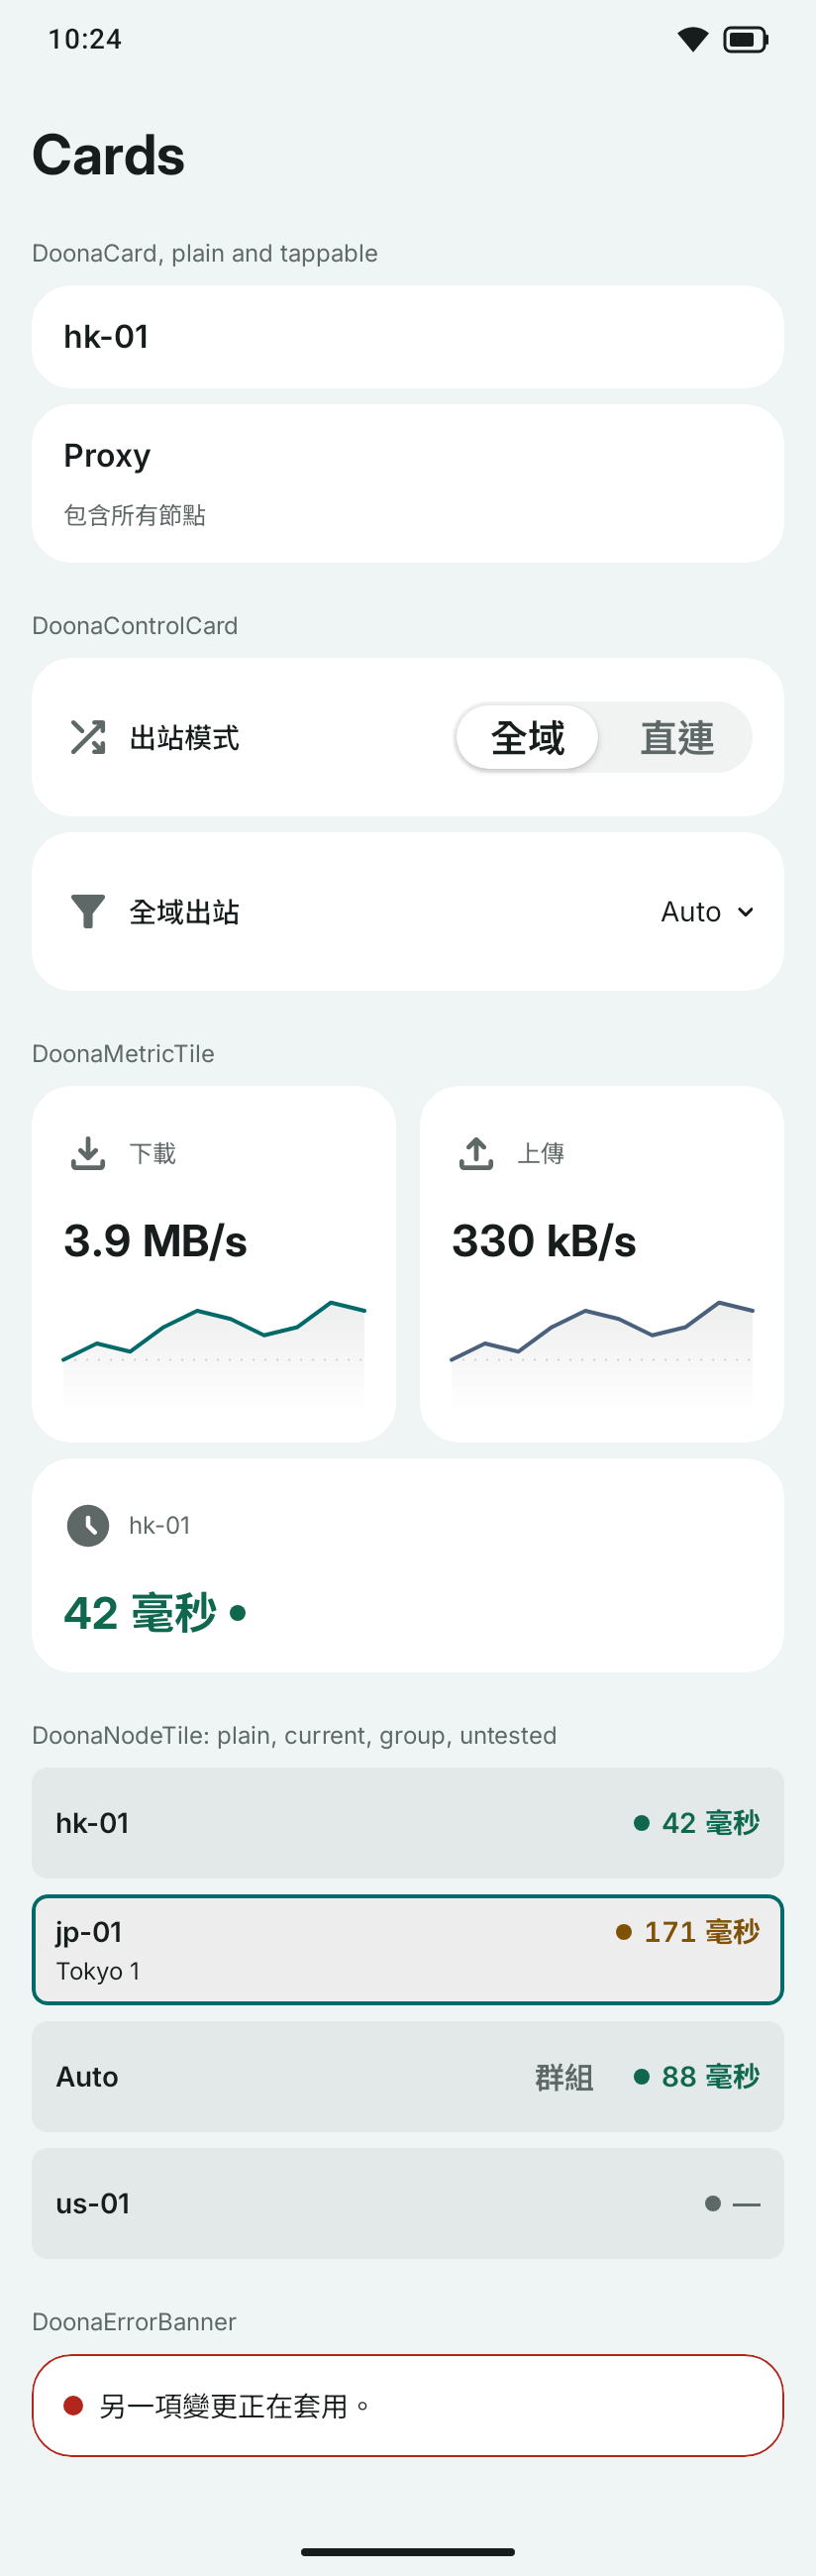 10:24
Cards
DoonaCard, plain and tappable
hk-01
Proxy
包含所有節點
DoonaControlCard
出站模式 全域 直連
全域出站 Auto
DoonaMetricTile
下載
3.9 MB/s
上傳
330 kB/s
hk-01
42 毫秒
DoonaNodeTile: plain, current, group, untested
hk-01 42 毫秒
jp-01 171 毫秒
Tokyo 1
Auto 群組 88 毫秒
us-01 —
DoonaErrorBanner
另一項變更正在套用。